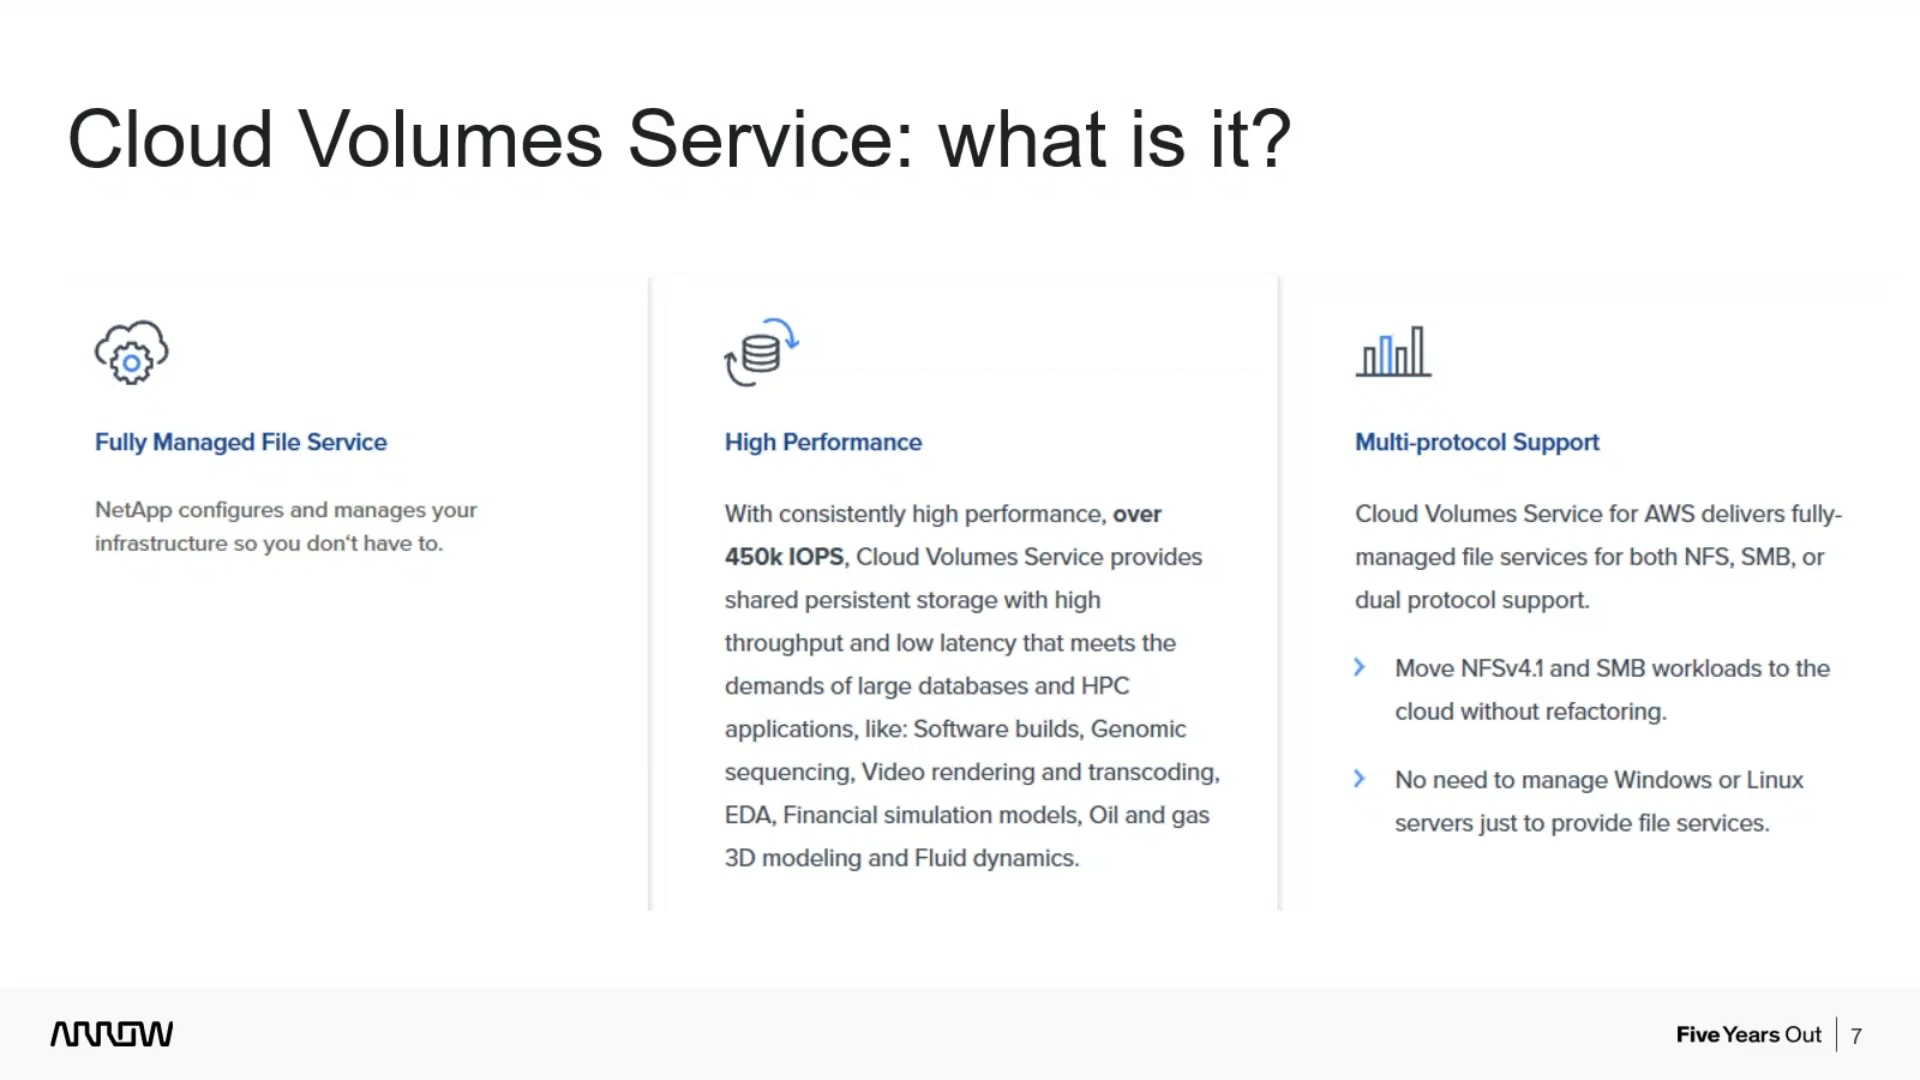 Cloud Volumes Service: what is it?
Fully Managed File Service
NetApp configures and manages your
infrastructure so you don't have to.
High Performance
With consistently high performance, over
450k IOPS, Cloud Volumes Service provides
shared persistent storage with high
throughput and low latency that meets the
demands of large databases and HPC
applications, like: Software builds, Genomic
sequencing, Video rendering and transcoding,
EDA, Financial simulation models, Oil and gas
3D modeling and Fluid dynamics.
Multi-protocol Support
Cloud Volumes Service for AWS delivers fully-
managed file services for both NFS, SMB, or
dual protocol support.
Move NFSv4.1 and SMB workloads to the
cloud without refactoring.
No need to manage Windows or Linux
servers just to provide file services.
ARROW
Five Years Out
7